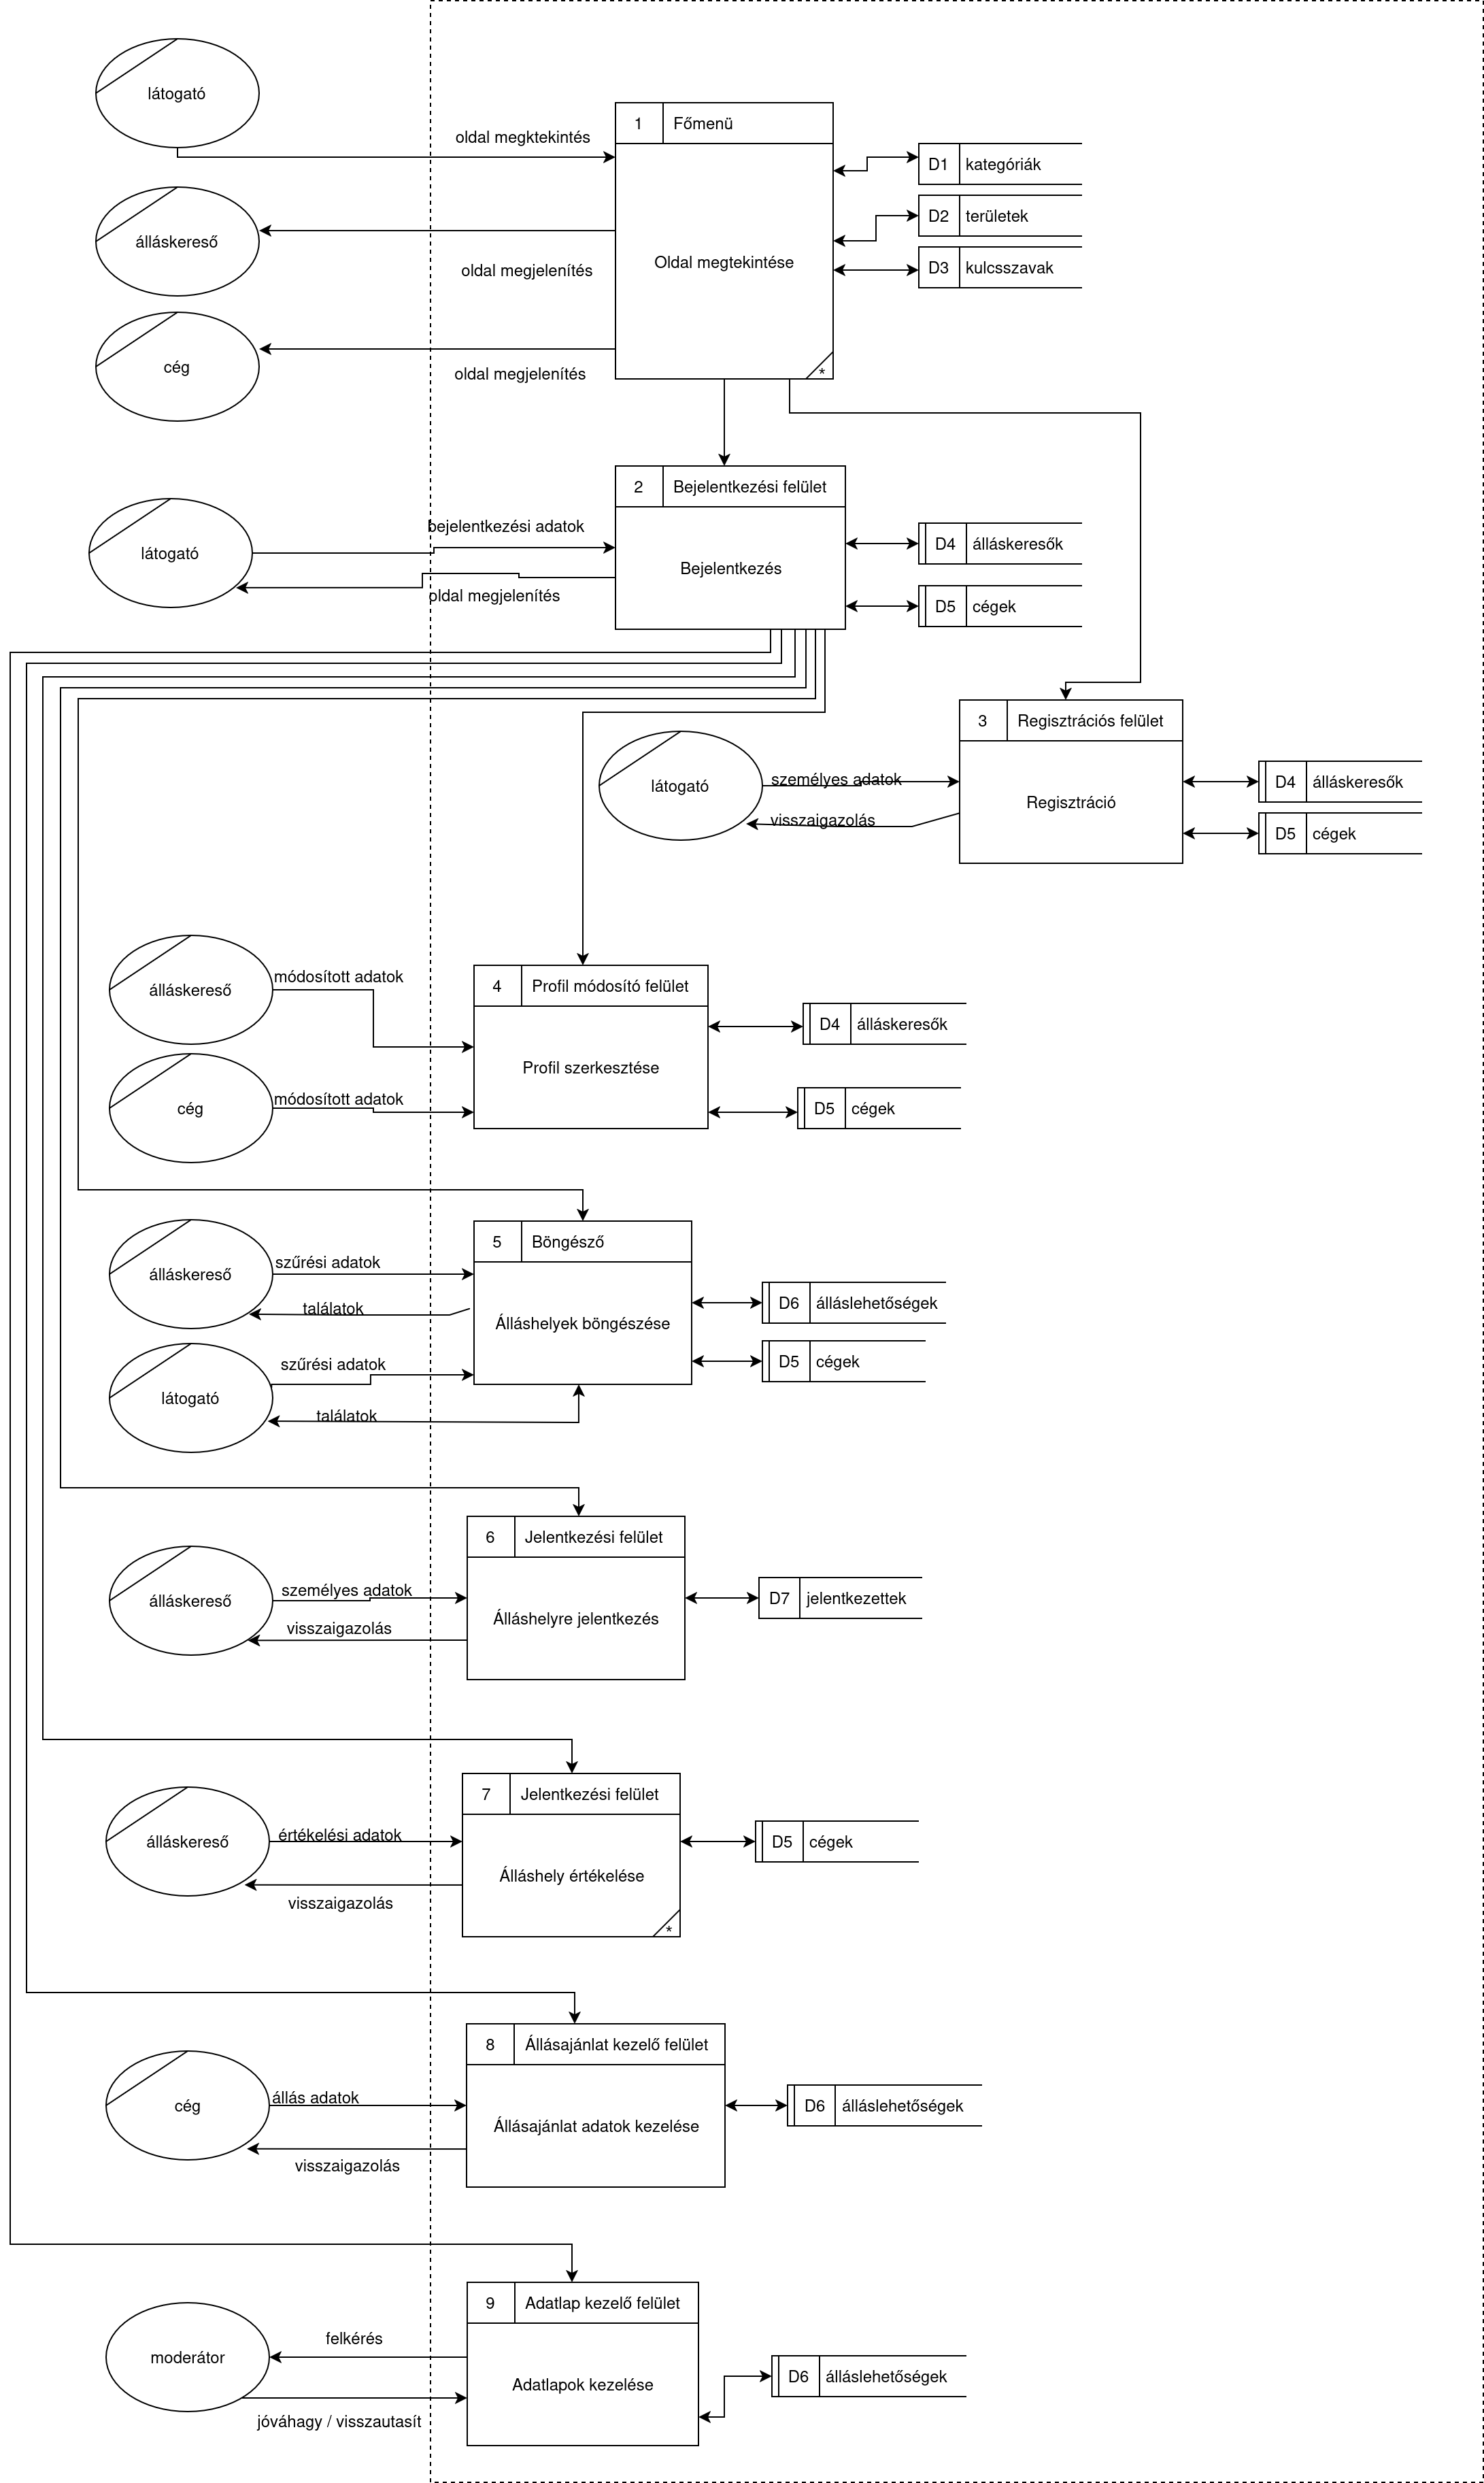 látogató
oldal megktekintés
1
Főmenü
D1
kategóriák
álláskereső
D2
területek
oldal megjelenítés
Oldal megtekintése
D3
kulcsszavak
cég
oldal megjelenítés
*
2
Bejelentkezési felület
bejelentkezési adatok
látogató
Bejelentkezés
D4
álláskeresők
oldal megjelenítés
D5
cégek
3
Regisztrációs felület
látogató
személyes adatok
D4
álláskeresők
visszaigazolás
Regisztráció
D5
cégek
álláskereső
módosított adatok
4
Profil módosító felület
D4
álláskeresők
Profil szerkesztése
cég
módosított adatok
D5
cégek
5
Böngésző
álláskereső
szűrési adatok
D6
álláslehetőségek
találatok
Álláshelyek böngészése
szűrési adatok
D5
cégek
látogató
találatok
6
Jelentkezési felület
álláskereső
személyes adatok
D7
jelentkezettek
visszaigazolás
Álláshelyre jelentkezés
7
Jelentkezési felület
álláskereső
értékelési adatok
D5
cégek
Álláshely értékelése
visszaigazolás
*
8
Állásajánlat kezelő felület
cég
állás adatok
D6
álláslehetőségek
Állásajánlat adatok kezelése
visszaigazolás
9
Adatlap kezelő felület
moderátor
felkérés
D6
álláslehetőségek
Adatlapok kezelése
jóváhagy / visszautasít